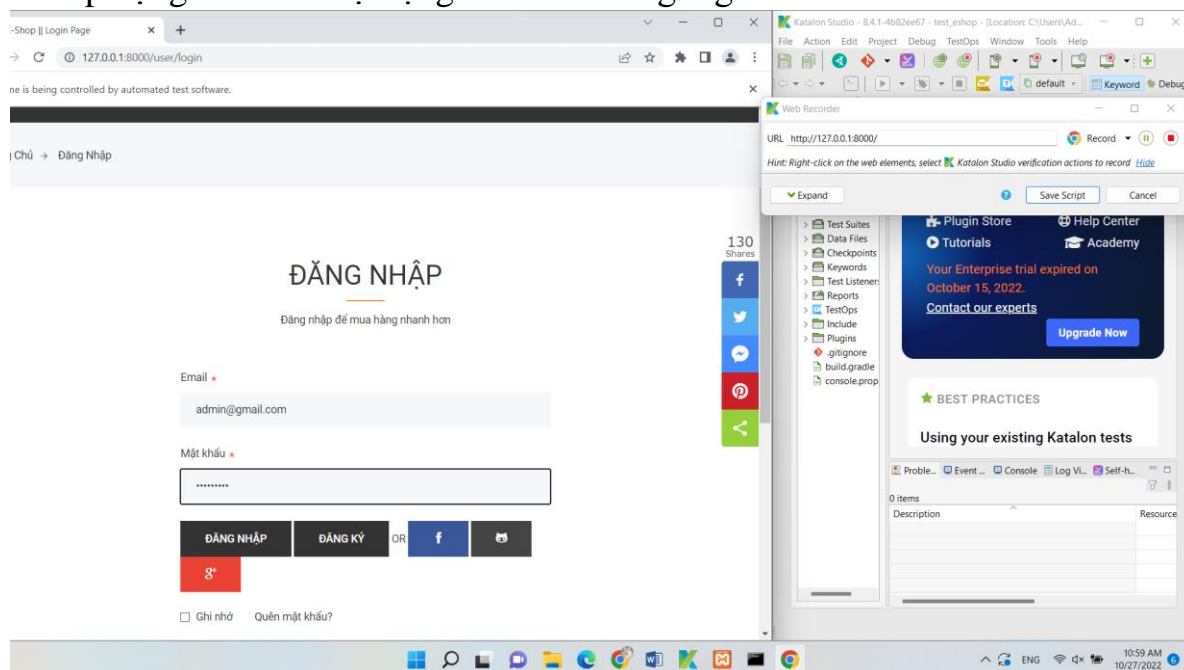 -Shop || Login Page
127.0.0.1:8000/user/login
ne is being controlled by automated test software.
Chủ → Đăng Nhập
130
Shares
ĐĂNG NHẬP
Đăng nhập để mua hàng nhanh hơn
Email *
admin@gmail.com
Mật khẩu *
ĐĂNG NHẬP
ĐĂNG KÝ
OR
Ghi nhớ
Quên mật khẩu?
Katalon Studio - 8.4.1-4b82ee67 - test_eshop - [Location: C:\Users\Ad...
File Action Edit Project Debug TestOps Window Tools Help
default
Keyword
Debug
Web Recorder
URL http://127.0.0.1:8000/
Record
Hint: Right-click on the web elements, select Katalon Studio verification actions to record Hide
Expand
Save Script
Cancel
Test Suites
Data Files
Checkpoints
Keywords
Test Listener
Reports
TestOps
Include
Plugins
.gitignore
build.gradle
console.prop
Plugin Store
Help Center
Tutorials
Academy
Your Enterprise trial expired on
October 15, 2022.
Contact our experts
Upgrade Now
BEST PRACTICES
Using your existing Katalon tests
Proble... Event ... Console Log Vi... Self-h...
0 items
Description
Resource
ENG
10:59 AM
10/27/2022
6